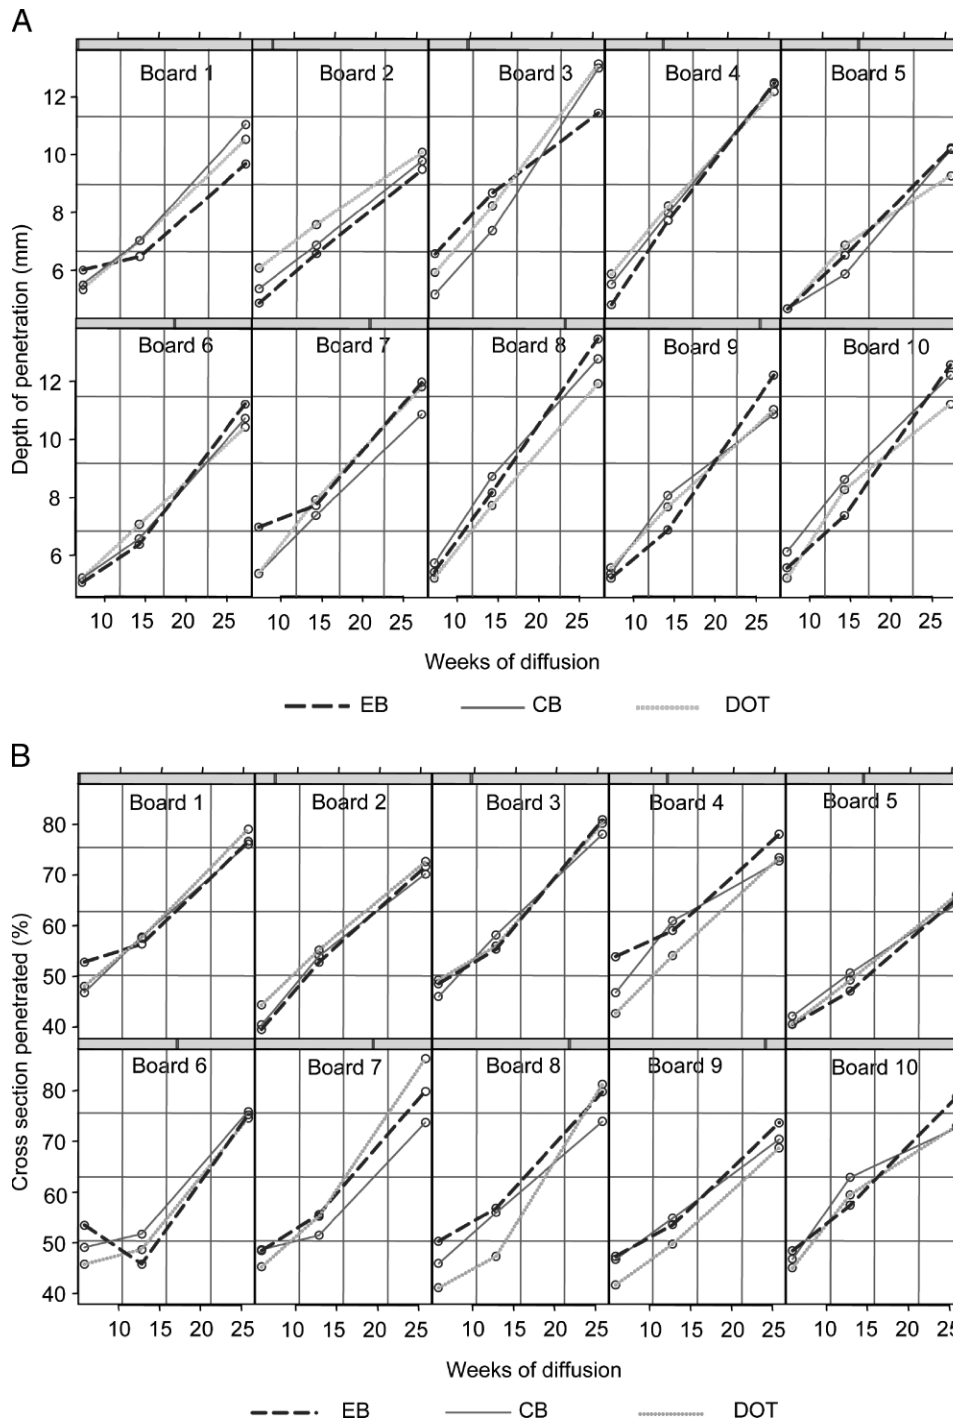 A
Board 1 Board 2 Board 3 Board 4 Board 5
12
10
8
6
Depth of penetration (mm)
Board 6 Board 7 Board 8 Board 9 Board 10
12
10
8
6
10 15 20 25 10 15 20 25 10 15 20 25 10 15 20 25 10 15 20 25
Weeks of diffusion
EB CB DOT
B
Board 1 Board 2 Board 3 Board 4 Board 5
80
70
60
50
40
Cross section penetrated (%)
Board 6 Board 7 Board 8 Board 9 Board 10
80
70
60
50
40
10 15 20 25 10 15 20 25 10 15 20 25 10 15 20 25 10 15 20 25
Weeks of diffusion
EB CB DOT